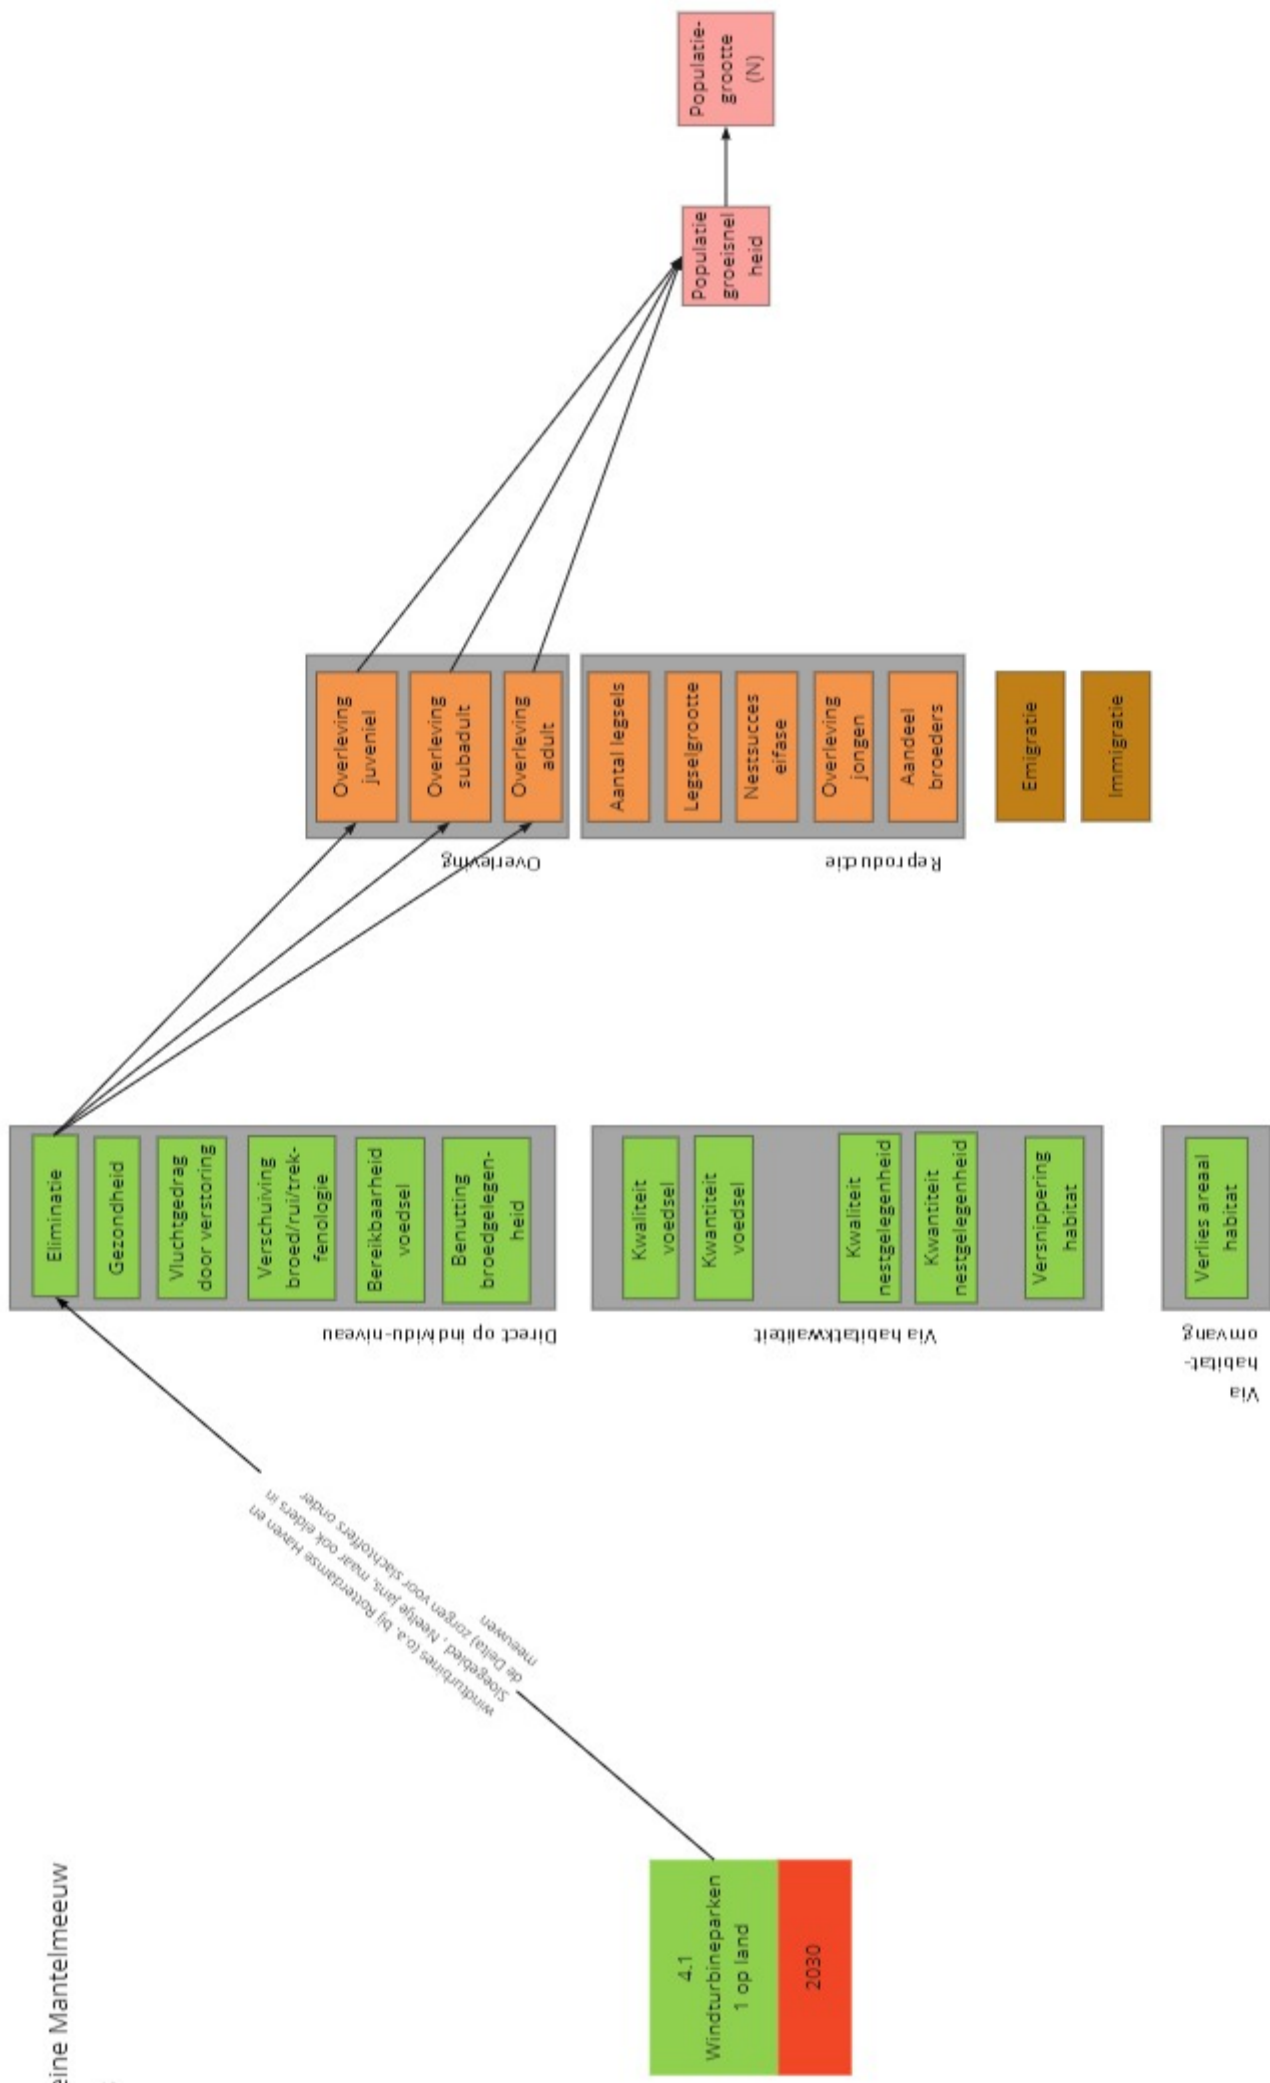 eine Mantelmeeuw
4.1
Windturbineparken
1 op land
2030
windturbines (o.a. bij Rotterdamse Haven en
Sloegebied, Neeltje Jans, maar ook elders in
de Delta) zorgen voor slachtoffers onder
meeuwen
Direct op individu-niveau
Eliminatie
Gezondheid
Vluchtgedrag
door verstoring
Verschuiving
broed/rui/trek-
fenologie
Bereikbaarheid
voedsel
Benutting
broedgelegen-
heid
Via habitatkwaliteit
Kwaliteit
voedsel
Kwantiteit
voedsel
Kwaliteit
nestgelegenheid
Kwantiteit
nestgelegenheid
Versnippering
habitat
Via
habitat-
omvang
Verlies areaal
habitat
Overleving
Overleving
juveniel
Overleving
subadult
Overleving
adult
Reproductie
Aantal legsels
Legselgrootte
Nestsucces
eifase
Overleving
jongen
Aandeel
broeders
Emigratie
Immigratie
Populatie
groeisnel
heid
Populatie-
grootte
(N)